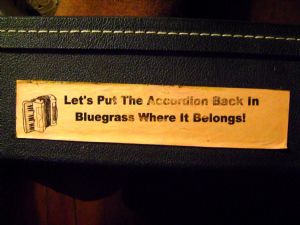 Let's Put The Accordion Back In
Bluegrass Where It Belongs!